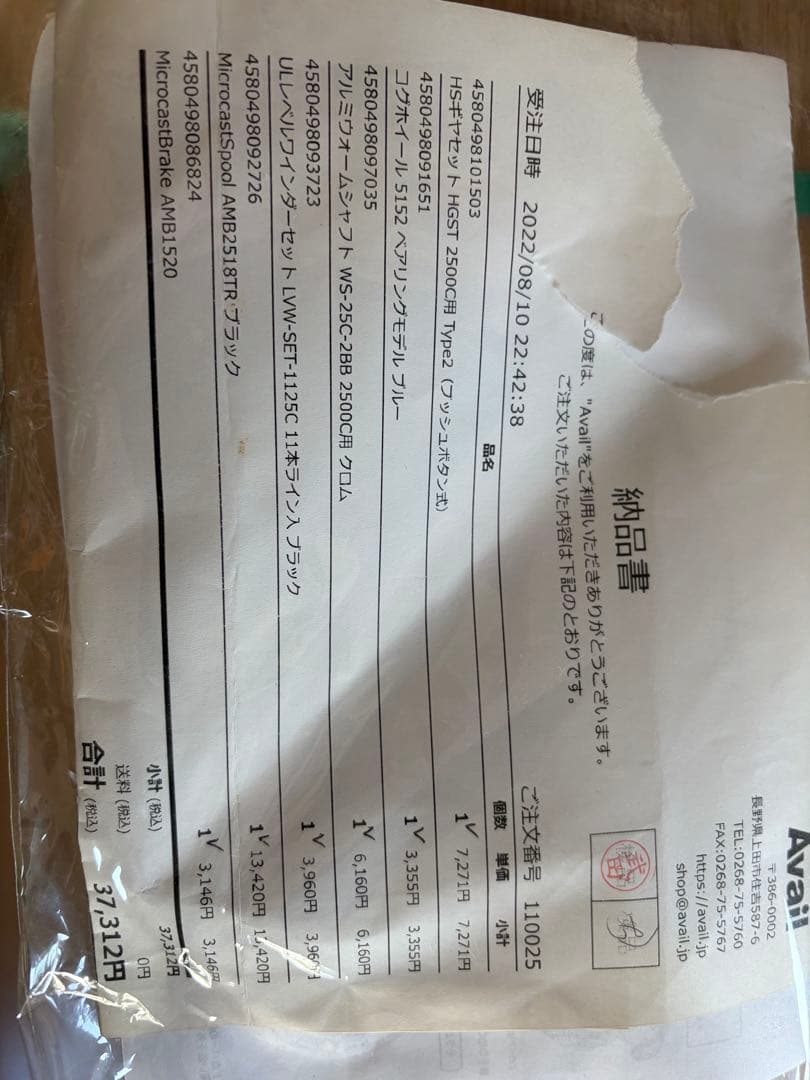 Avail
〒386-0002
長野県上田市住吉587-6
TEL:0268-75-5760
FAX:0268-75-5767
https://avail.jp
shop@avail.jp
納品書
この度は、"Avail"をご利用いただきありがとうございます。
ご注文いただいた内容は下記のとおりです。
受注日時 2022/08/10 22:42:38 ご注文番号 110025
品名 個数 単価 小計
4580498101503
HSギヤセット HGST 2500C用 Type2 (プッシュボタン式) 1 7,271円 7,271円
4580498091651
コグホイール 5152 ベアリングモデル ブルー 1 3,355円 3,355円
4580498097035
アルミウォームシャフト WS-25C-2BB 2500C用 クロム 1 6,160円 6,160円
4580498093723
ULレベルワインダーセット LVW-SET-1125C 11本ライン入 ブラック 1 3,960円 3,960円
4580498092726
MicrocastSpool AMB2518TR ブラック 1 13,420円 13,420円
4580498086824
MicrocastBrake AMB1520 1 3,146円 3,146円
小計 (税込) 37,312円
送料 (税込) 0円
合計 (税込) 37,312円